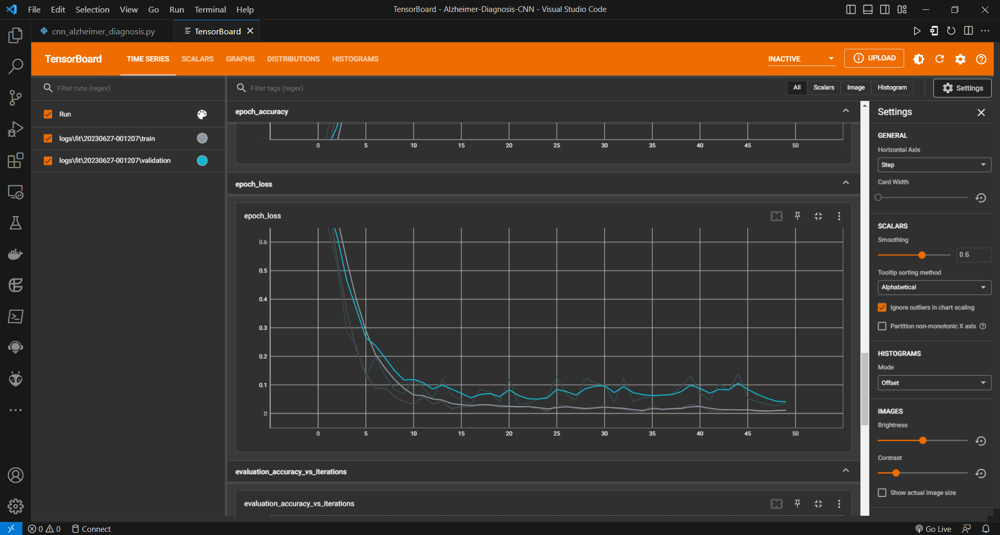 File Edit Selection View Go Run Terminal Help
TensorBoard - Alzheimer-Diagnosis-CNN - Visual Studio Code
cnn_alzheimer_diagnosis.py
TensorBoard
TensorBoard
TIME SERIES SCALARS GRAPHS DISTRIBUTIONS HISTOGRAMS
INACTIVE
UPLOAD
Filter runs (regex)
Run
logs\fit\20230627-001207\train
logs\fit\20230627-001207\validation
Filter tags (regex)
All Scalars Image Histogram
Settings
epoch_accuracy
0 5 10 15 20 25 30 35 40 45 50
epoch_loss
epoch_loss
0.6
0.5
0.4
0.3
0.2
0.1
0
0 5 10 15 20 25 30 35 40 45 50
evaluation_accuracy_vs_iterations
evaluation_accuracy_vs_iterations
Settings
GENERAL
Horizontal Axis
Step
Card Width
SCALARS
Smoothing
0.6
Tooltip sorting method
Alphabetical
Ignore outliers in chart scaling
Partition non-monotonic X axis
HISTOGRAMS
Mode
Offset
IMAGES
Brightness
Contrast
Show actual image size
0 0 Connect
Go Live